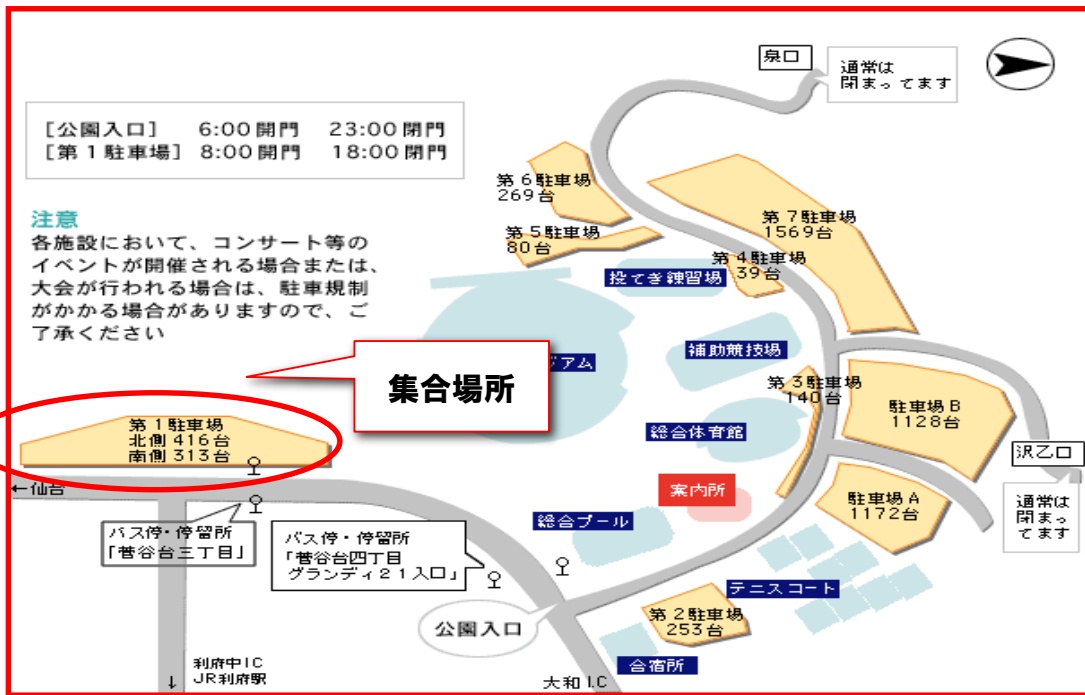 泉口
通常は
閉まってます
[公園入口] 6:00開門 23:00閉門
[第1駐車場] 8:00開門 18:00閉門
注意
各施設において、コンサート等の
イベントが開催される場合または、
大会が行われる場合は、駐車規制
がかかる場合がありますので、ご
了承ください
第6駐車場
269台
第5駐車場
80台
第7駐車場
1569台
第4駐車場
39台
投てき練習場
ジアム
補助競技場
集合場所
第3駐車場
140台
駐車場B
1128台
総合体育館
第1駐車場
北側416台
南側313台
沢乙口
通常は
閉まっ
てます
←仙台
案内所
駐車場A
1172台
総合プール
バス停・停留所
「菅谷台三丁目」
バス停・停留所
「菅谷台四丁目
グランディ21入口」
テニスコート
第2駐車場
253台
公園入口
合宿所
利府中IC
↓ JR利府駅
大和I.C